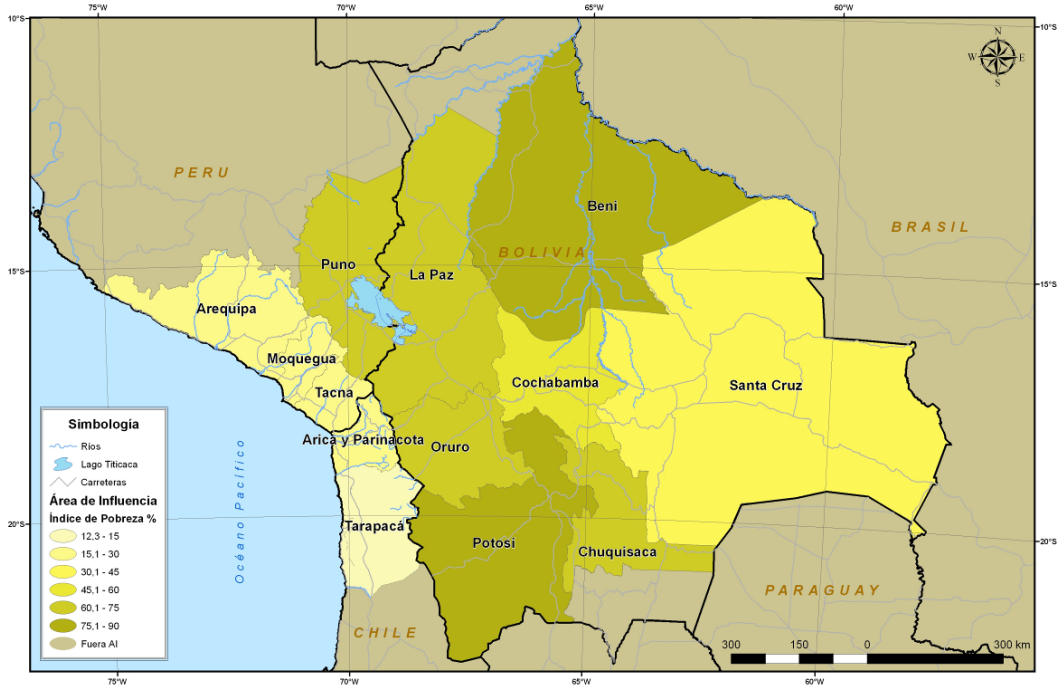 75°W 70°W 65°W 60°W
10°S 10°S
N
W E
S
PERU
BRASIL
Beni
BOLIVIA
Puno
La Paz
15°S 15°S
Arequipa
Moquegua
Cochabamba
Santa Cruz
Tacna
Arica y Parinacota
Oruro
Océano Pacífico
Simbología
Ríos
Lago Titicaca
Carreteras
Área de Influencia
Índice de Pobreza %
12,3 - 15
15,1 - 30
30,1 - 45
45,1 - 60
60,1 - 75
75,1 - 90
Fuera AI
20°S 20°S
Tarapacá
Potosi
Chuquisaca
PARAGUAY
CHILE
300 150 0 300 km
75°W 70°W 65°W 60°W